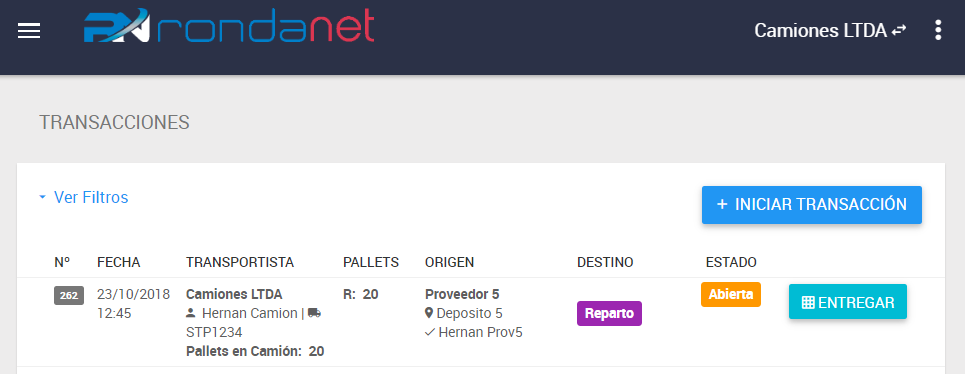 rondanet
Camiones LTDA
TRANSACCIONES
Ver Filtros
+ INICIAR TRANSACCIÓN
Nº FECHA TRANSPORTISTA PALLETS ORIGEN DESTINO ESTADO
262 23/10/2018 Camiones LTDA R: 20 Proveedor 5 Abierta ENTREGAR
12:45 Hernan Camion | Deposito 5 Reparto
STP1234 Hernan Prov5
Pallets en Camión: 20